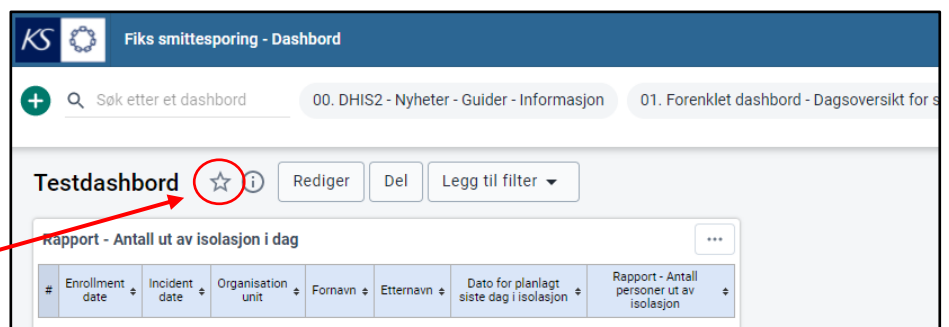 KS Fiks smittesporing - Dashbord
Søk etter et dashbord 00. DHIS2 - Nyheter - Guider - Informasjon 01. Forenklet dashbord - Dagsoversikt for s
Testdashbord Rediger Del Legg til filter
Rapport - Antall ut av isolasjon i dag
# Enrollment date Incident date Organisation unit Fornavn Etternavn Dato for planlagt siste dag i isolasjon Rapport - Antall personer ut av isolasjon